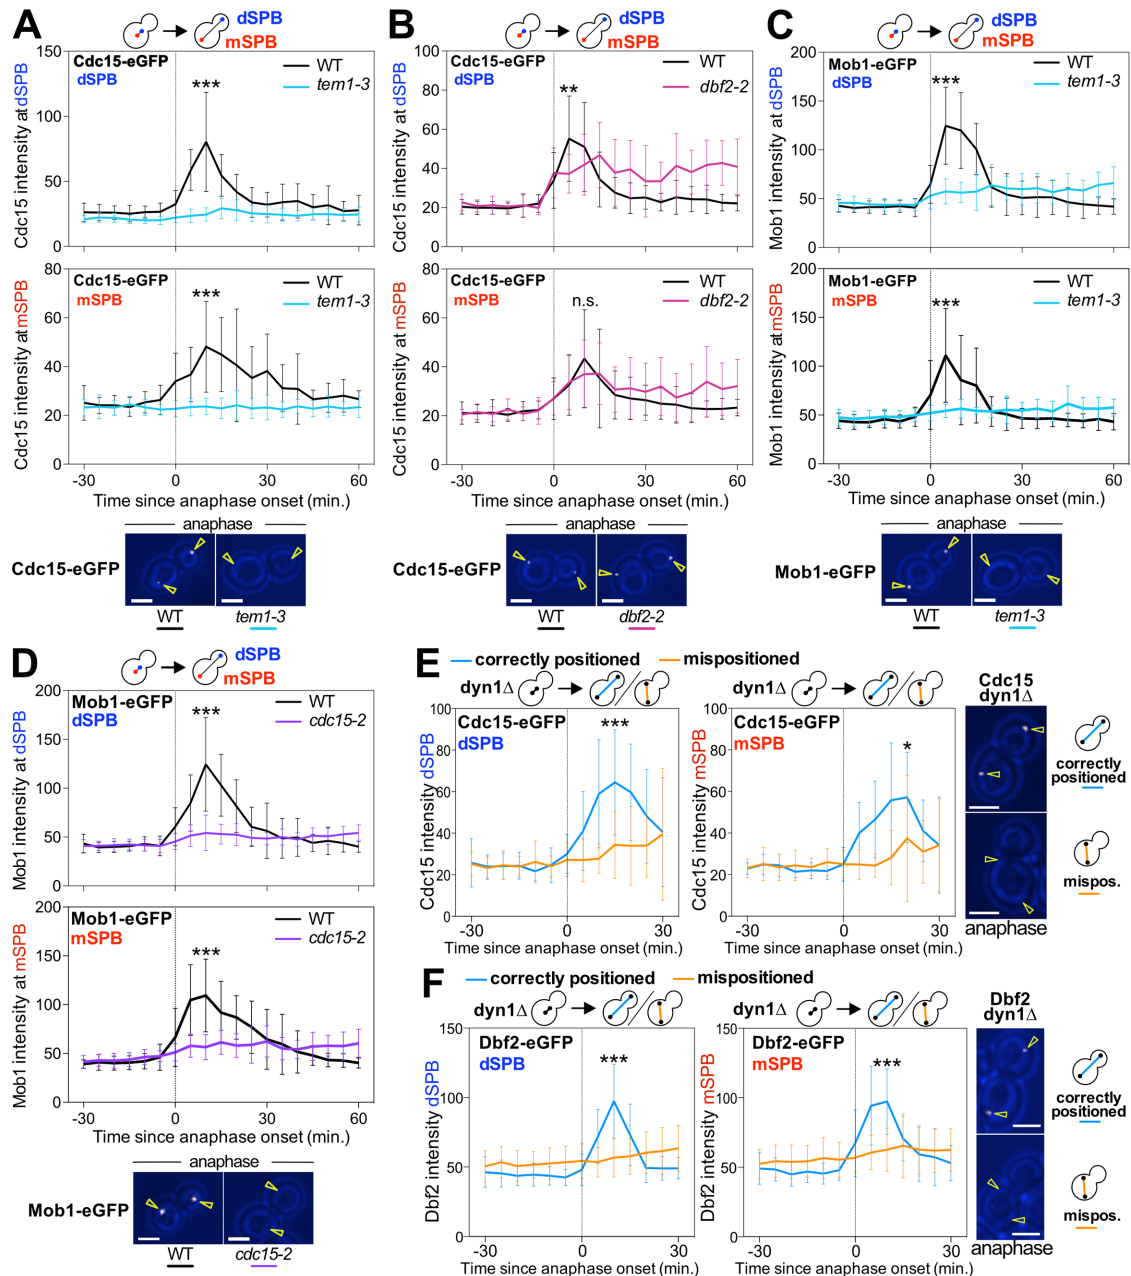 A
dSPB
mSPB
150
100
50
0
Cdc15 intensity at dSPB
Cdc15-eGFP
dSPB
***
WT
tem1-3
80
60
40
20
0
Cdc15 intensity at mSPB
Cdc15-eGFP
mSPB
***
WT
tem1-3
-30 0 30 60
Time since anaphase onset (min.)
anaphase
Cdc15-eGFP
WT tem1-3
B
dSPB
mSPB
100
80
60
40
20
0
Cdc15 intensity at dSPB
Cdc15-eGFP
dSPB
**
WT
dbf2-2
80
60
40
20
0
Cdc15 intensity at mSPB
Cdc15-eGFP
mSPB
n.s.
WT
dbf2-2
-30 0 30 60
Time since anaphase onset (min.)
anaphase
Cdc15-eGFP
WT dbf2-2
C
dSPB
mSPB
200
150
100
50
0
Mob1 intensity at dSPB
Mob1-eGFP
dSPB
***
WT
tem1-3
200
150
100
50
0
Mob1 intensity at mSPB
Mob1-eGFP
mSPB
***
WT
tem1-3
-30 0 30 60
Time since anaphase onset (min.)
anaphase
Mob1-eGFP
WT tem1-3
D
dSPB
mSPB
200
150
100
50
0
Mob1 intensity at dSPB
Mob1-eGFP
dSPB
***
WT
cdc15-2
200
150
100
50
0
Mob1 intensity at mSPB
Mob1-eGFP
mSPB
***
WT
cdc15-2
-30 0 30 60
Time since anaphase onset (min.)
anaphase
Mob1-eGFP
WT cdc15-2
E
correctly positioned mispositioned
dyn1Δ
100
80
60
40
20
0
Cdc15 intensity dSPB
Cdc15-eGFP
dSPB
***
-30 0 30
Time since anaphase onset (min.)
dyn1Δ
100
80
60
40
20
0
Cdc15 intensity mSPB
Cdc15-eGFP
mSPB
*
-30 0 30
Time since anaphase onset (min.)
Cdc15
dyn1Δ
correctly
positioned
mispos.
anaphase
F
correctly positioned mispositioned
dyn1Δ
150
100
50
0
Dbf2 intensity dSPB
Dbf2-eGFP
dSPB
***
-30 0 30
Time since anaphase onset (min.)
dyn1Δ
150
100
50
0
Dbf2 intensity mSPB
Dbf2-eGFP
mSPB
***
-30 0 30
Time since anaphase onset (min.)
Dbf2
dyn1Δ
correctly
positioned
mispos.
anaphase